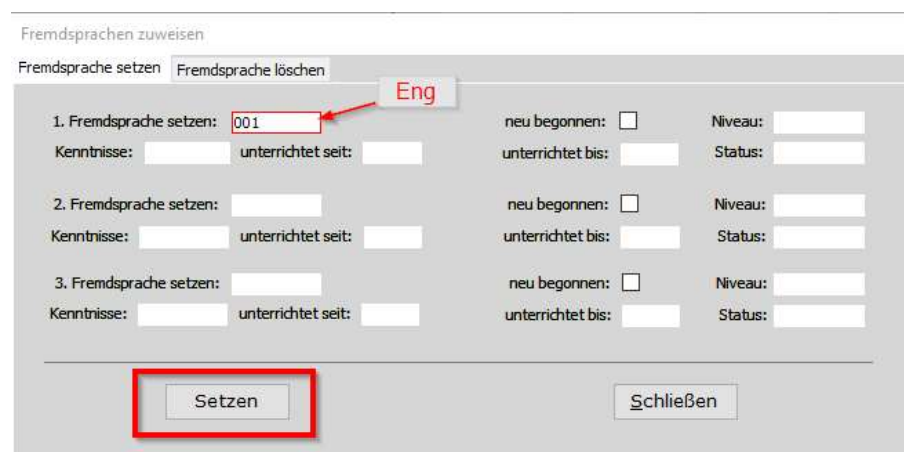 Fremdsprachen zuweisen
Fremdsprache setzen Fremdsprache löschen
Eng
1. Fremdsprache setzen: 001 neu begonnen: Niveau:
Kenntnisse: unterrichtet seit: unterrichtet bis: Status:
2. Fremdsprache setzen: neu begonnen: Niveau:
Kenntnisse: unterrichtet seit: unterrichtet bis: Status:
3. Fremdsprache setzen: neu begonnen: Niveau:
Kenntnisse: unterrichtet seit: unterrichtet bis: Status:
Setzen Schließen